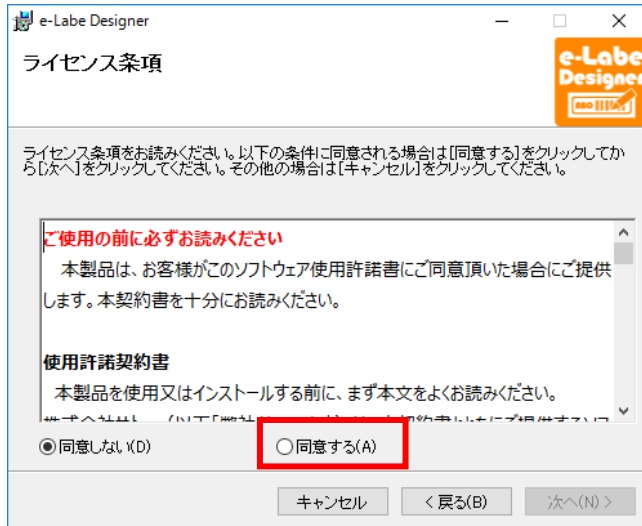 e-Labe Designer
ライセンス条項
e-Labe
Designer
ライセンス条項をお読みください。以下の条件に同意される場合は[同意する]をクリックしてか
ら[次へ]をクリックしてください。その他の場合は[キャンセル]をクリックしてください。
ご使用の前に必ずお読みください
本製品は、お客様がこのソフトウェア使用許諾書にご同意頂いた場合にご提供
します。本契約書を十分にお読みください。
使用許諾契約書
本製品を使用又はインストールする前に、まず本文をよくお読みください。
同意しない(D)
同意する(A)
キャンセル
< 戻る(B)
次へ(N) >